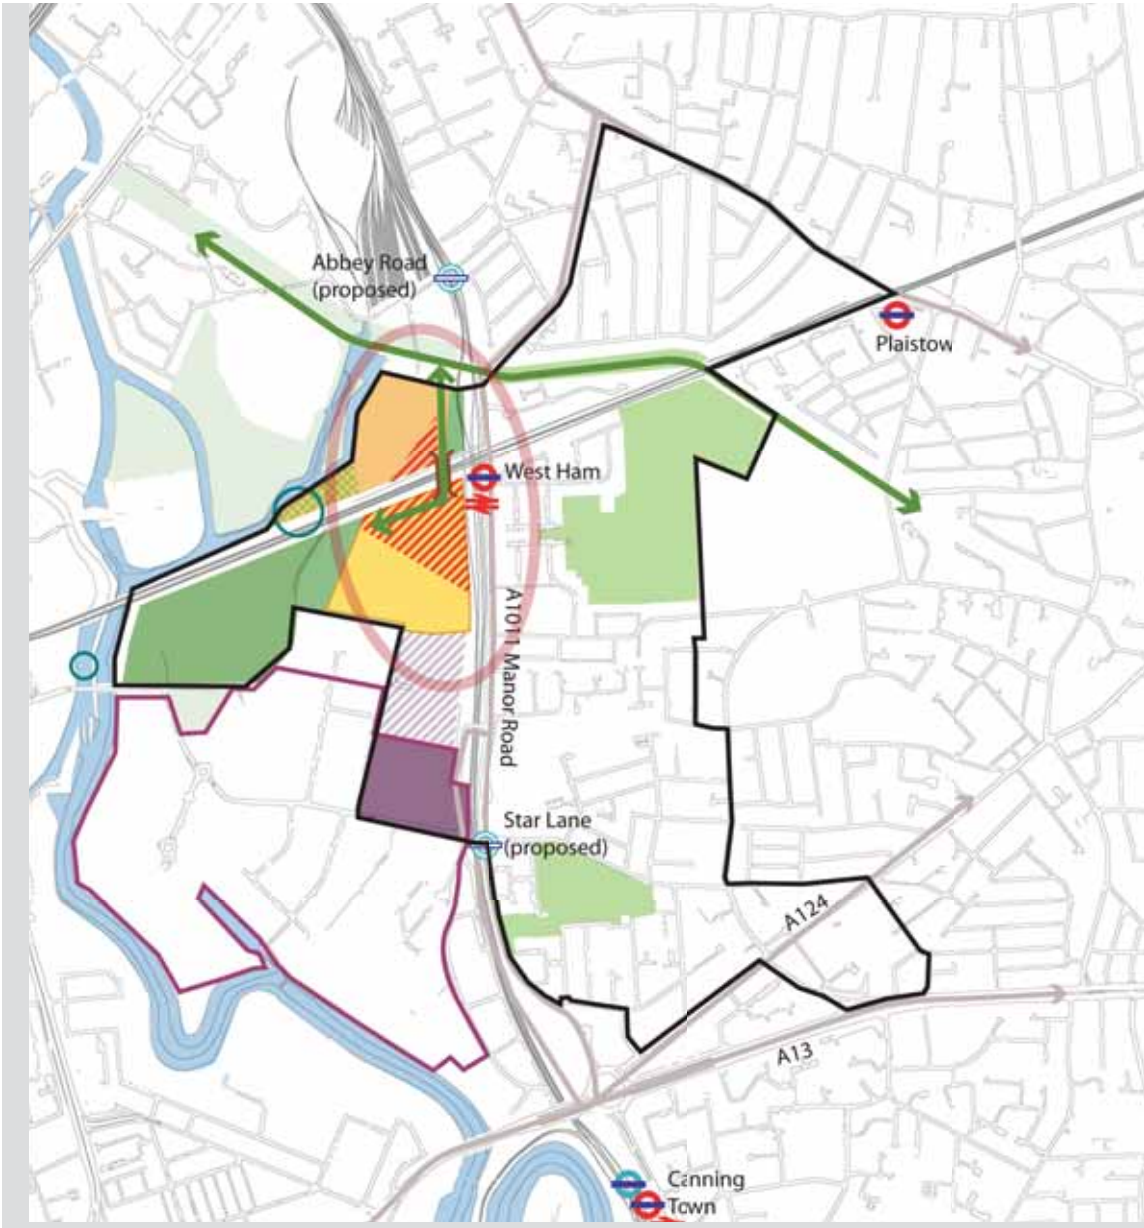 Abbey Road
(proposed)
Plaistow
West Ham
A1011 Manor Road
Star Lane
(proposed)
A124
A13
Canning
Town